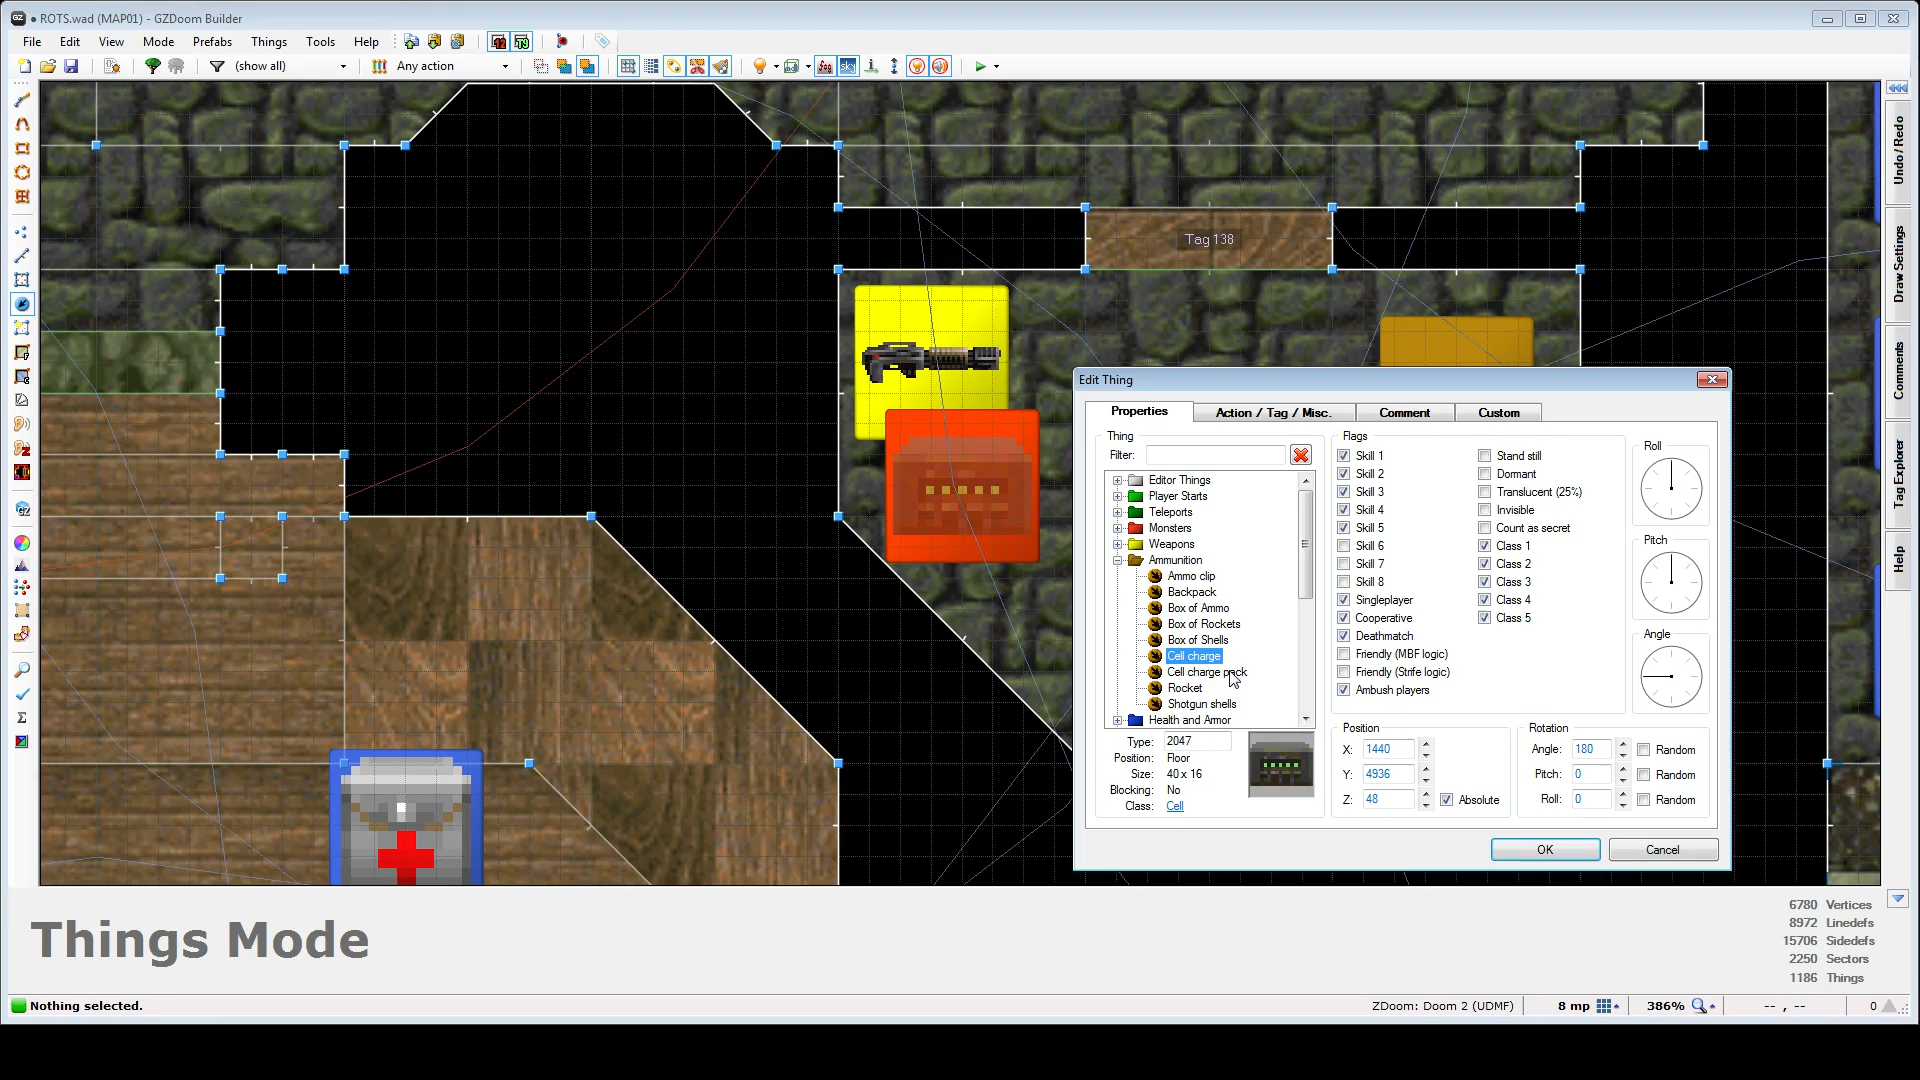 ● ROTS.wad (MAP01) - GZDoom Builder
File Edit View Mode Prefabs Things Tools Help
(show all) Any action
Tag 138
Undo / Redo
Draw Settings
Comments
Tag Explorer
Help
Edit Thing
Properties Action / Tag / Misc. Comment Custom
Thing
Filter:
Editor Things
Player Starts
Teleports
Monsters
Weapons
Ammunition
Ammo clip
Backpack
Box of Ammo
Box of Rockets
Box of Shells
Cell charge
Cell charge pack
Rocket
Shotgun shells
Health and Armor
Type: 2047
Position: Floor
Size: 40 x 16
Blocking: No
Class: Cell
Flags
Skill 1
Skill 2
Skill 3
Skill 4
Skill 5
Skill 6
Skill 7
Skill 8
Singleplayer
Cooperative
Deathmatch
Friendly (MBF logic)
Friendly (Strife logic)
Ambush players
Stand still
Dormant
Translucent (25%)
Invisible
Count as secret
Class 1
Class 2
Class 3
Class 4
Class 5
Roll
Pitch
Angle
Position
X: 1440
Y: 4936
Z: 48 Absolute
Rotation
Angle: 180 Random
Pitch: 0 Random
Roll: 0 Random
OK Cancel
Things Mode
6780 Vertices
8972 Linedefs
15706 Sidedefs
2250 Sectors
1186 Things
Nothing selected.
ZDoom: Doom 2 (UDMF) 8 mp 386% -- , -- 0